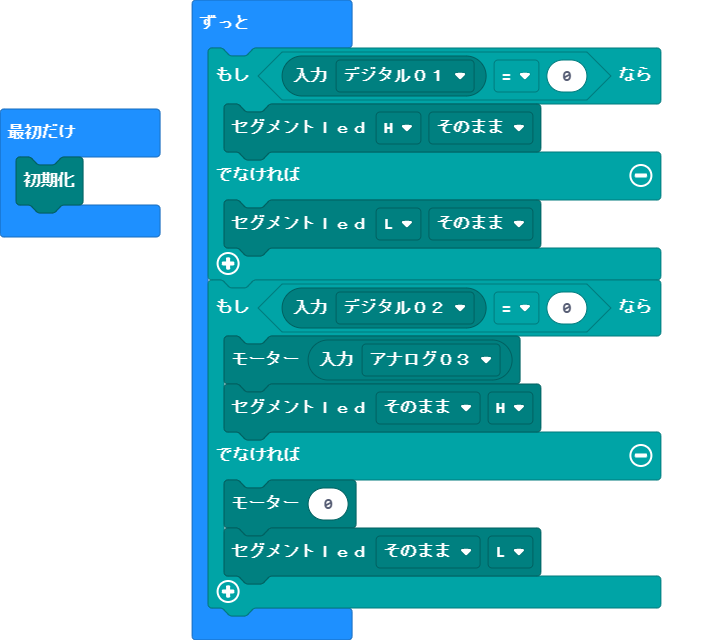 最初だけ
初期化
ずっと
もし 入力 デジタル０１ = 0 なら
セグメントｌｅｄ H そのまま
でなければ
セグメントｌｅｄ L そのまま
もし 入力 デジタル０２ = 0 なら
モーター 入力 アナログ０３
セグメントｌｅｄ そのまま H
でなければ
モーター 0
セグメントｌｅｄ そのまま L